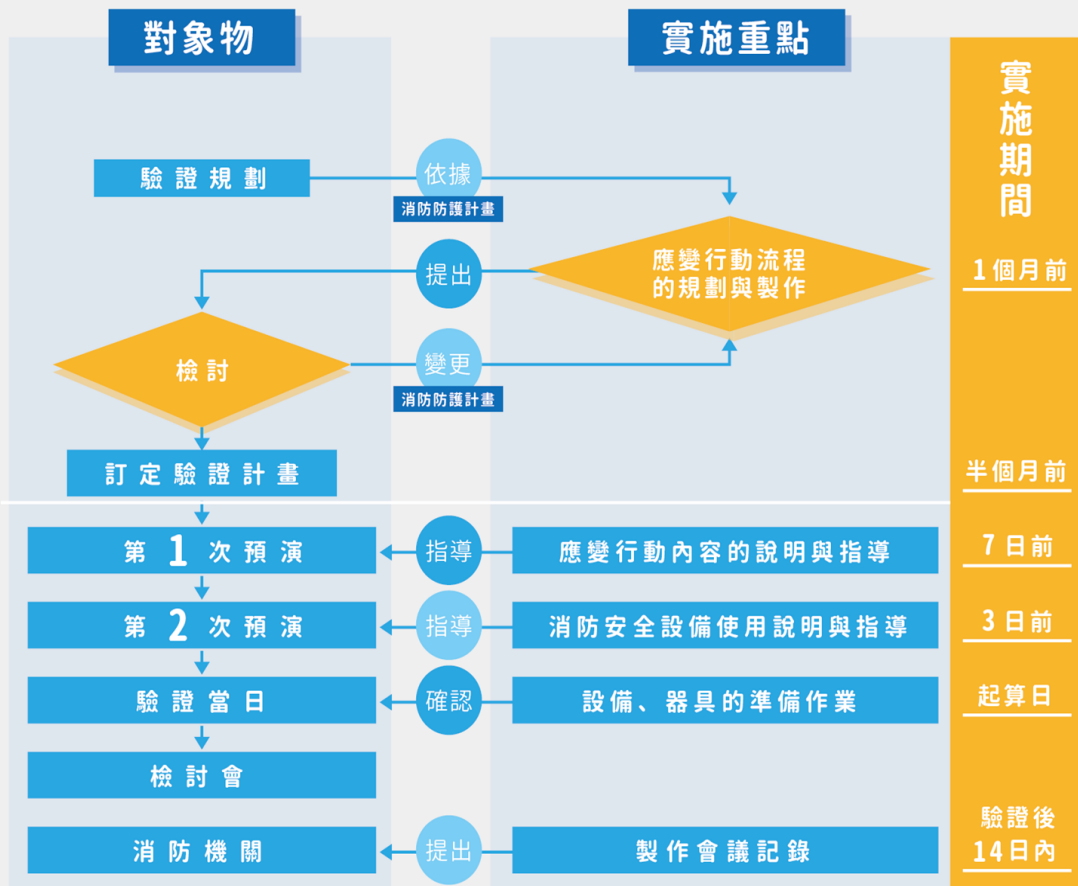 對象物
實施重點
實施期間
驗證規劃
依據
消防防護計畫
應變行動流程
的規劃與製作
1個月前
提出
檢討
變更
消防防護計畫
訂定驗證計畫
半個月前
第1次預演
指導
應變行動內容的說明與指導
7日前
第2次預演
指導
消防安全設備使用說明與指導
3日前
驗證當日
確認
設備、器具的準備作業
起算日
檢討會
消防機關
提出
製作會議記錄
驗證後
14日內